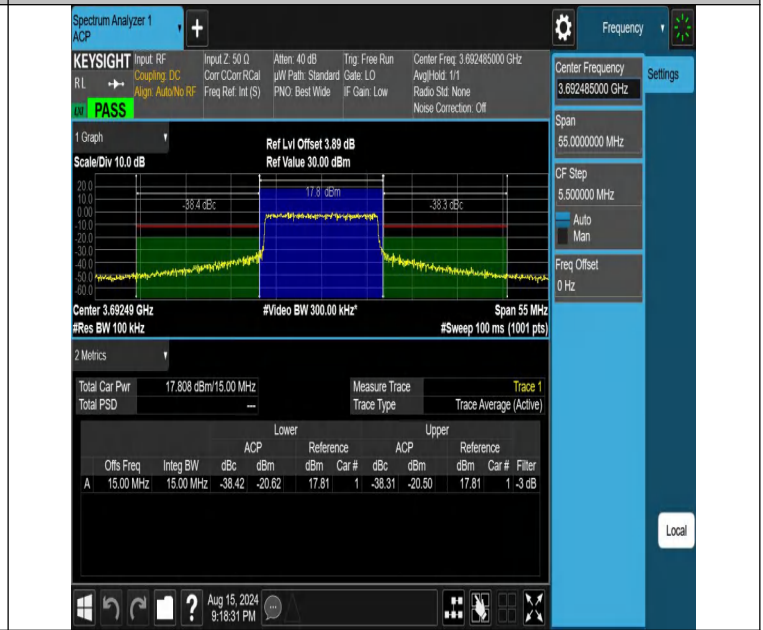 Spectrum Analyzer 1
ACP
+
Frequency
KEYSIGHT
RL
PASS
Input: RF
Coupling: DC
Align: Auto/No RF
Input Z: 50 Ω
Corr CCorr RCal
Freq Ref: Int (S)
Atten: 40 dB
µW Path: Standard
PNO: Best Wide
Trig: Free Run
Gate: LO
IF Gain: Low
Center Freq: 3.692485000 GHz
Avg|Hold: 1/1
Radio Std: None
Noise Correction: Off
Center Frequency
3.692485000 GHz
Settings
Span
55.0000000 MHz
CF Step
5.500000 MHz
Auto
Man
Freq Offset
0 Hz
1 Graph
Scale/Div 10.0 dB
Ref Lvl Offset 3.89 dB
Ref Value 30.00 dBm
20.0
10.0
0.00
-10.0
-20.0
-30.0
-40.0
-50.0
-60.0
-38.4 dBc
17.8 dBm
-38.3 dBc
Center 3.69249 GHz
#Video BW 300.00 kHz*
Span 55 MHz
#Res BW 100 kHz
#Sweep 100 ms (1001 pts)
2 Metrics
Total Car Pwr 17.808 dBm/15.00 MHz
Total PSD ---
Measure Trace Trace 1
Trace Type Trace Average (Active)
Lower Upper
ACP Reference ACP Reference
Offs Freq Integ BW dBc dBm dBm Car # dBc dBm dBm Car # Filter
A 15.00 MHz 15.00 MHz -38.42 -20.62 17.81 1 -38.31 -20.50 17.81 1 -3 dB
Local
?
Aug 15, 2024
9:18:31 PM